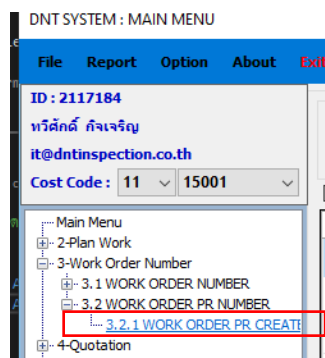 DNT SYSTEM : MAIN MENU
File Report Option About Exit
ID : 2117184
ทวีศักดิ์ กิจเจริญ
it@dntinspection.co.th
Cost Code : 11 15001
Main Menu
2-Plan Work
3-Work Order Number
3.1 WORK ORDER NUMBER
3.2 WORK ORDER PR NUMBER
3.2.1 WORK ORDER PR CREATE
4-Quotation